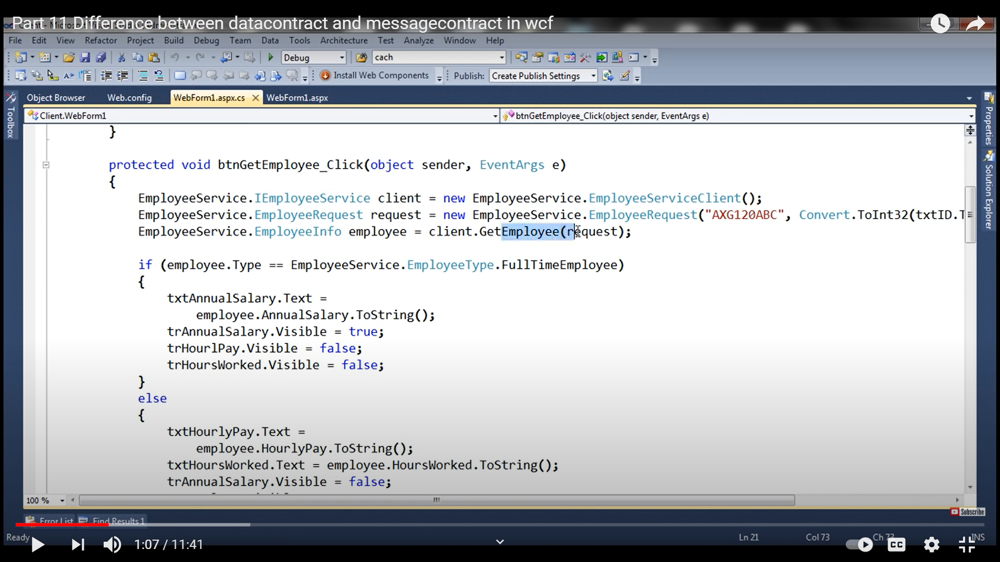 Part 11 Difference between datacontract and messagecontract in wcf
File Edit View Refactor Project Build Debug Team Data Tools Architecture Test Analyze Window Help
Debug cach
Install Web Components Publish: Create Publish Settings
Toolbox
Object Browser Web.config WebForm1.aspx.cs WebForm1.aspx
Client.WebForm1 btnGetEmployee_Click(object sender, EventArgs e)
Properties
Solution Explorer
}
protected void btnGetEmployee_Click(object sender, EventArgs e)
{
EmployeeService.IEmployeeService client = new EmployeeService.EmployeeServiceClient();
EmployeeService.EmployeeRequest request = new EmployeeService.EmployeeRequest("AXG120ABC", Convert.ToInt32(txtID.T
EmployeeService.EmployeeInfo employee = client.GetEmployee(request);
if (employee.Type == EmployeeService.EmployeeType.FullTimeEmployee)
{
txtAnnualSalary.Text =
employee.AnnualSalary.ToString();
trAnnualSalary.Visible = true;
trHourlPay.Visible = false;
trHoursWorked.Visible = false;
}
else
{
txtHourlyPay.Text =
employee.HourlyPay.ToString();
txtHoursWorked.Text = employee.HoursWorked.ToString();
trAnnualSalary.Visible = false;
100 %
Subscribe
Error List Find Results 1
Ready Ln 21 Col 73 Ch 73 INS
1:07 / 11:41 CC